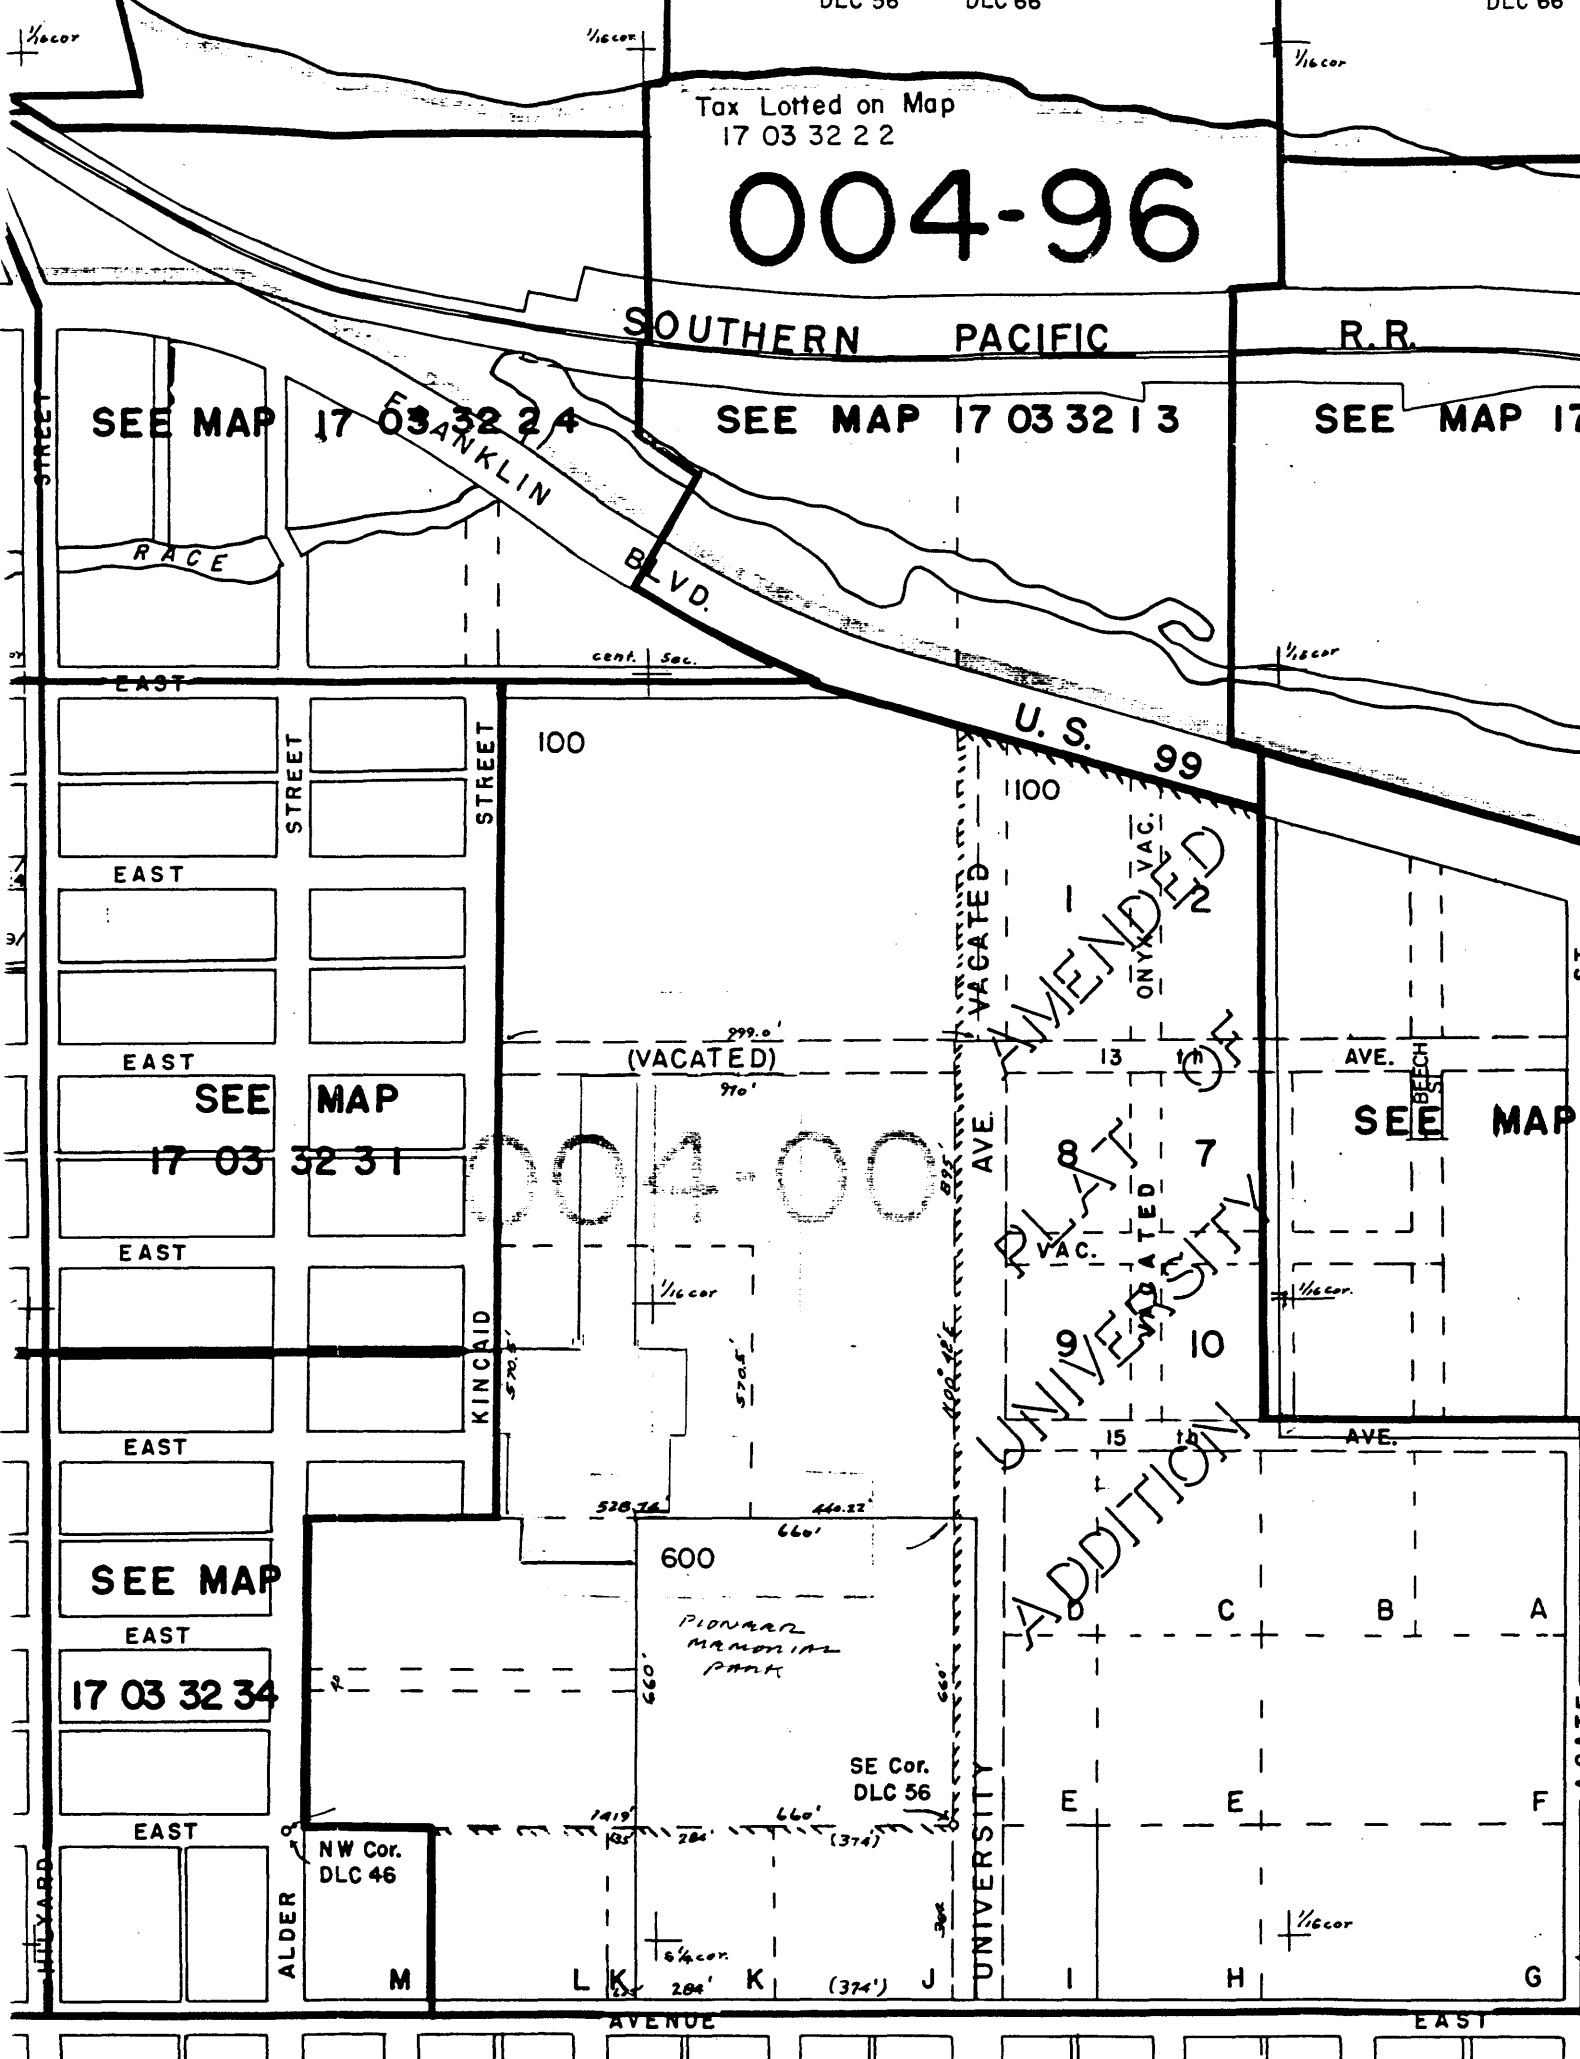 DLC 56 DLC 66 DLC 66
1/16 cor 1/16 cor 1/16 cor
Tax Lotted on Map
17 03 32 2 2
004-96
SOUTHERN PACIFIC R.R.
SEE MAP 17 03 32 2 4
SEE MAP 17 03 32 1 3
SEE MAP 17
STREET
FRANKLIN
BLVD.
RACE
cent. Sec.
1/16 cor
EAST
U. S. 99
STREET
STREET
100
100
EAST
VACATED
ONYX VAC.
1 2
AMENDED
PLAT OF
UNIVERSITY
ADDITION
EAST
999.0'
(VACATED)
970'
13 th AVE.
BEECH
ST
SEE MAP
17 03 32 3 1
SEE MAP
004-00
895'
AVE.
8 7
VACATED
VAC.
EAST
1/16 cor
1/16 cor.
KINCAID
570.5'
570.5'
N 00° 42' E
9 10
EAST
15 th AVE.
528.76' 440.22'
660'
600
SEE MAP
EAST
17 03 32 34
PIONEER
MEMORIAL
PARK
D C B A
40
660'
660'
SE Cor.
DLC 56
E E F
EAST
1419' 660'
135 284' (374)
NW Cor.
DLC 46
HILYARD
ALDER
UNIVERSITY
1/16 cor
S 1/4 cor.
M L K K J I H G
284' (374')
AVENUE EAST